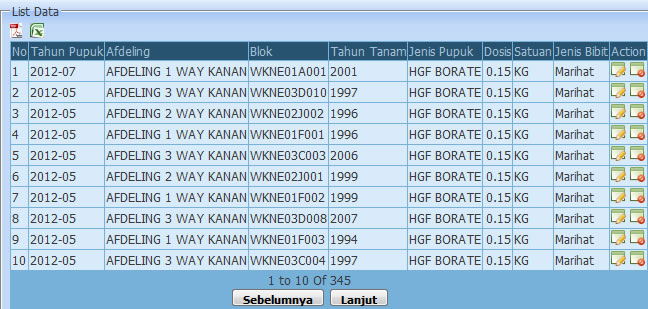 List Data
No Tahun Pupuk Afdeling Blok Tahun Tanam Jenis Pupuk Dosis Satuan Jenis Bibit Action
1 2012-07 AFDELING 1 WAY KANAN WKNE01A001 2001 HGF BORATE 0.15 KG Marihat
2 2012-05 AFDELING 3 WAY KANAN WKNE03D010 1997 HGF BORATE 0.15 KG Marihat
3 2012-05 AFDELING 2 WAY KANAN WKNE02J002 1996 HGF BORATE 0.15 KG Marihat
4 2012-05 AFDELING 1 WAY KANAN WKNE01F001 1996 HGF BORATE 0.15 KG Marihat
5 2012-05 AFDELING 3 WAY KANAN WKNE03C003 2006 HGF BORATE 0.15 KG Marihat
6 2012-05 AFDELING 2 WAY KANAN WKNE02J001 1999 HGF BORATE 0.15 KG Marihat
7 2012-05 AFDELING 1 WAY KANAN WKNE01F002 1999 HGF BORATE 0.15 KG Marihat
8 2012-05 AFDELING 3 WAY KANAN WKNE03D008 2007 HGF BORATE 0.15 KG Marihat
9 2012-05 AFDELING 1 WAY KANAN WKNE01F003 1994 HGF BORATE 0.15 KG Marihat
10 2012-05 AFDELING 3 WAY KANAN WKNE03C004 1997 HGF BORATE 0.15 KG Marihat
1 to 10 Of 345
Sebelumnya Lanjut